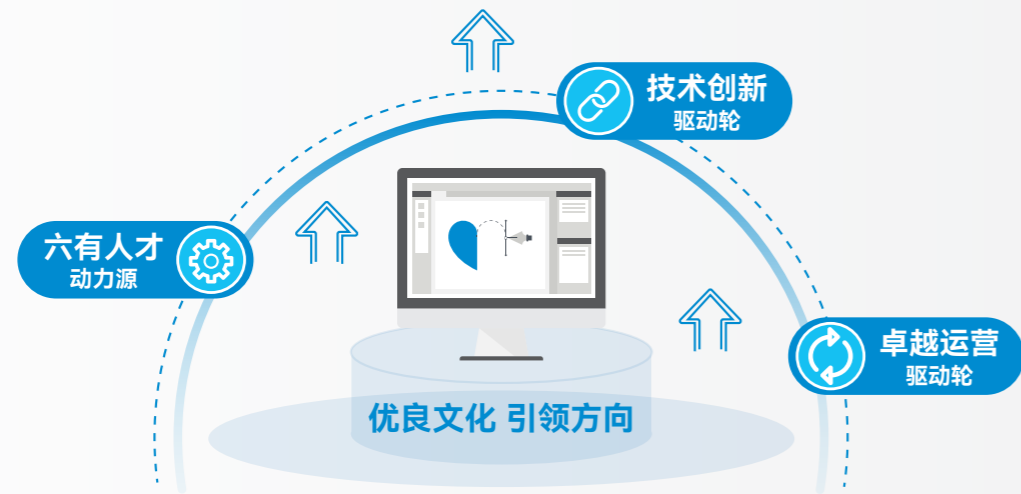 技术创新
驱动轮
六有人才
动力源
卓越运营
驱动轮
优良文化 引领方向